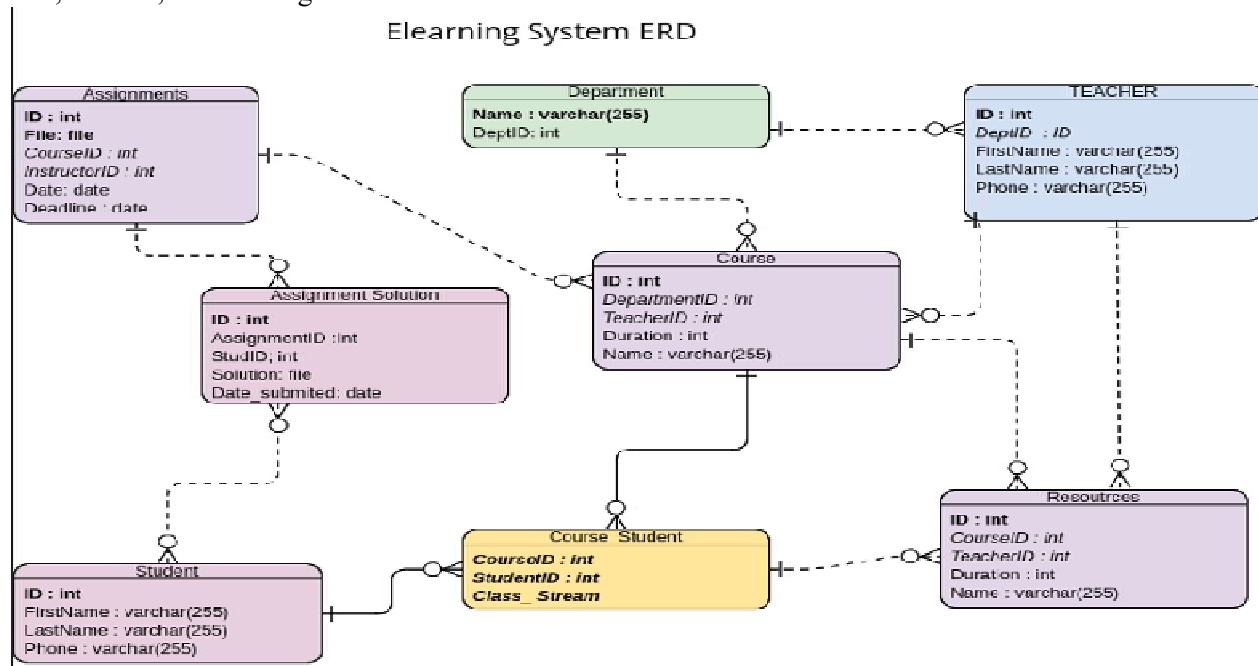 Elearning System ERD
Assignments
ID : int
File: file
CourseID : int
InstructorID : int
Date: date
Deadline : date
Department
Name : varchar(255)
DeptID: int
TEACHER
ID : int
DeptID : ID
FirstName : varchar(255)
LastName : varchar(255)
Phone : varchar(255)
Assignment Solution
ID : int
AssignmentID :int
StudID; int
Solution: file
Date_submited: date
Course
ID : int
DepartmentID : int
TeacherID : int
Duration : int
Name : varchar(255)
Student
ID : int
FirstName : varchar(255)
LastName : varchar(255)
Phone : varchar(255)
Course_Student
CourseID : int
StudentID : int
Class_ Stream
Resoutrces
ID : int
CourseID : int
TeacherID : int
Duration : int
Name : varchar(255)